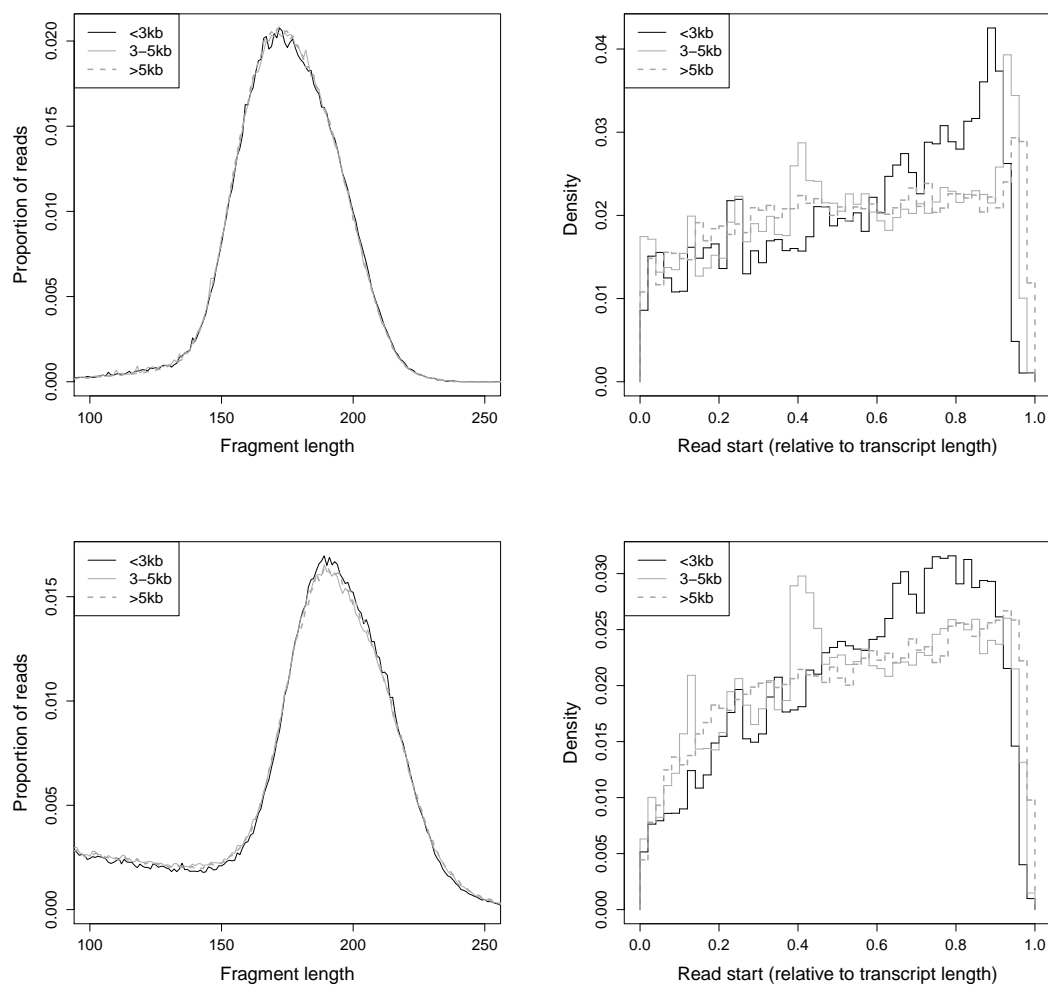 <3kb
3−5kb
>5kb
0.000 0.005 0.010 0.015 0.020
Proportion of reads
100 150 200 250
Fragment length
<3kb
3−5kb
>5kb
0.00 0.01 0.02 0.03 0.04
Density
0.0 0.2 0.4 0.6 0.8 1.0
Read start (relative to transcript length)
<3kb
3−5kb
>5kb
0.000 0.005 0.010 0.015
Proportion of reads
100 150 200 250
Fragment length
<3kb
3−5kb
>5kb
0.000 0.005 0.010 0.015 0.020 0.025 0.030
Density
0.0 0.2 0.4 0.6 0.8 1.0
Read start (relative to transcript length)